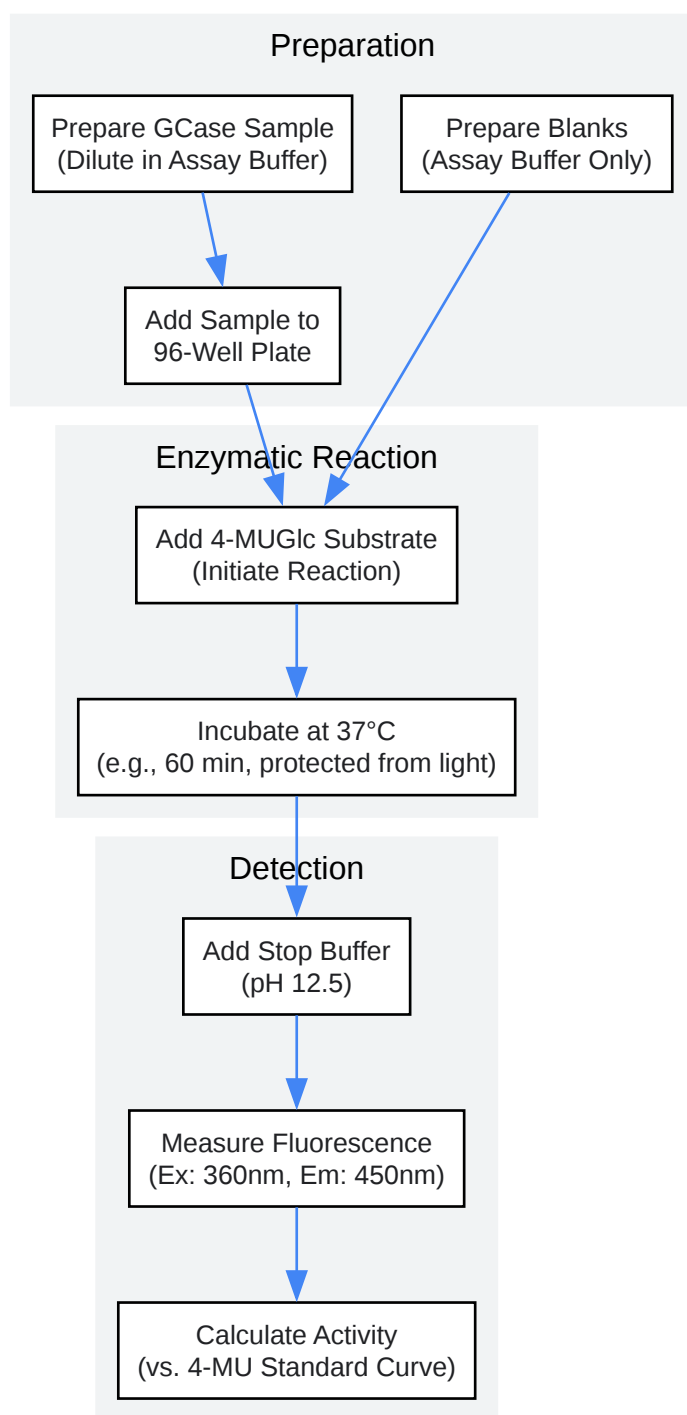 Preparation
Prepare GCase Sample
(Dilute in Assay Buffer)
Prepare Blanks
(Assay Buffer Only)
Add Sample to
96-Well Plate
Enzymatic Reaction
Add 4-MUGlc Substrate
(Initiate Reaction)
Incubate at 37°C
(e.g., 60 min, protected from light)
Detection
Add Stop Buffer
(pH 12.5)
Measure Fluorescence
(Ex: 360nm, Em: 450nm)
Calculate Activity
(vs. 4-MU Standard Curve)